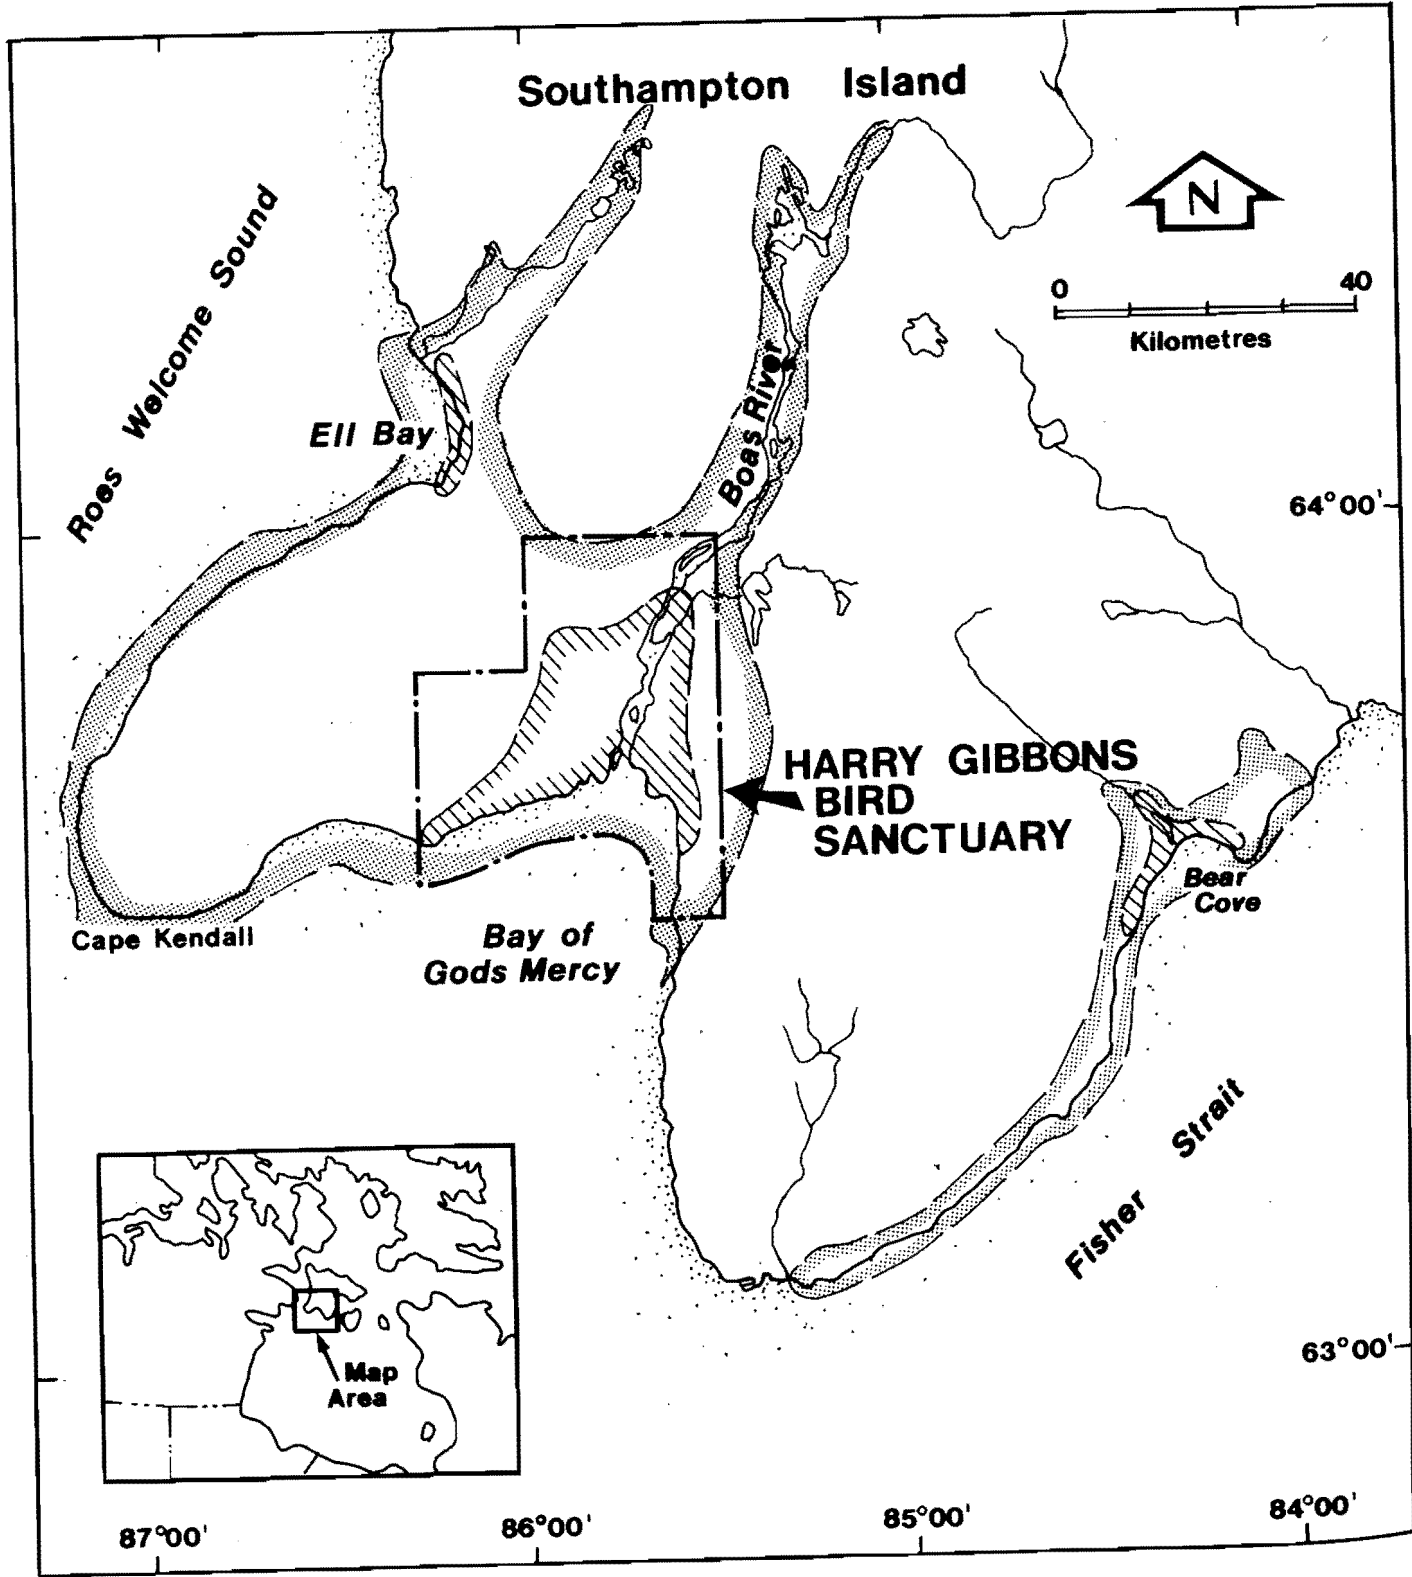 Southampton Island
N
0 40
Kilometres
Roes Welcome Sound
Ell Bay
Boas River
64°00'
HARRY GIBBONS
BIRD
SANCTUARY
Bear
Cove
Cape Kendall
Bay of
Gods Mercy
Fisher Strait
63°00'
Map
Area
87°00' 86°00' 85°00' 84°00'